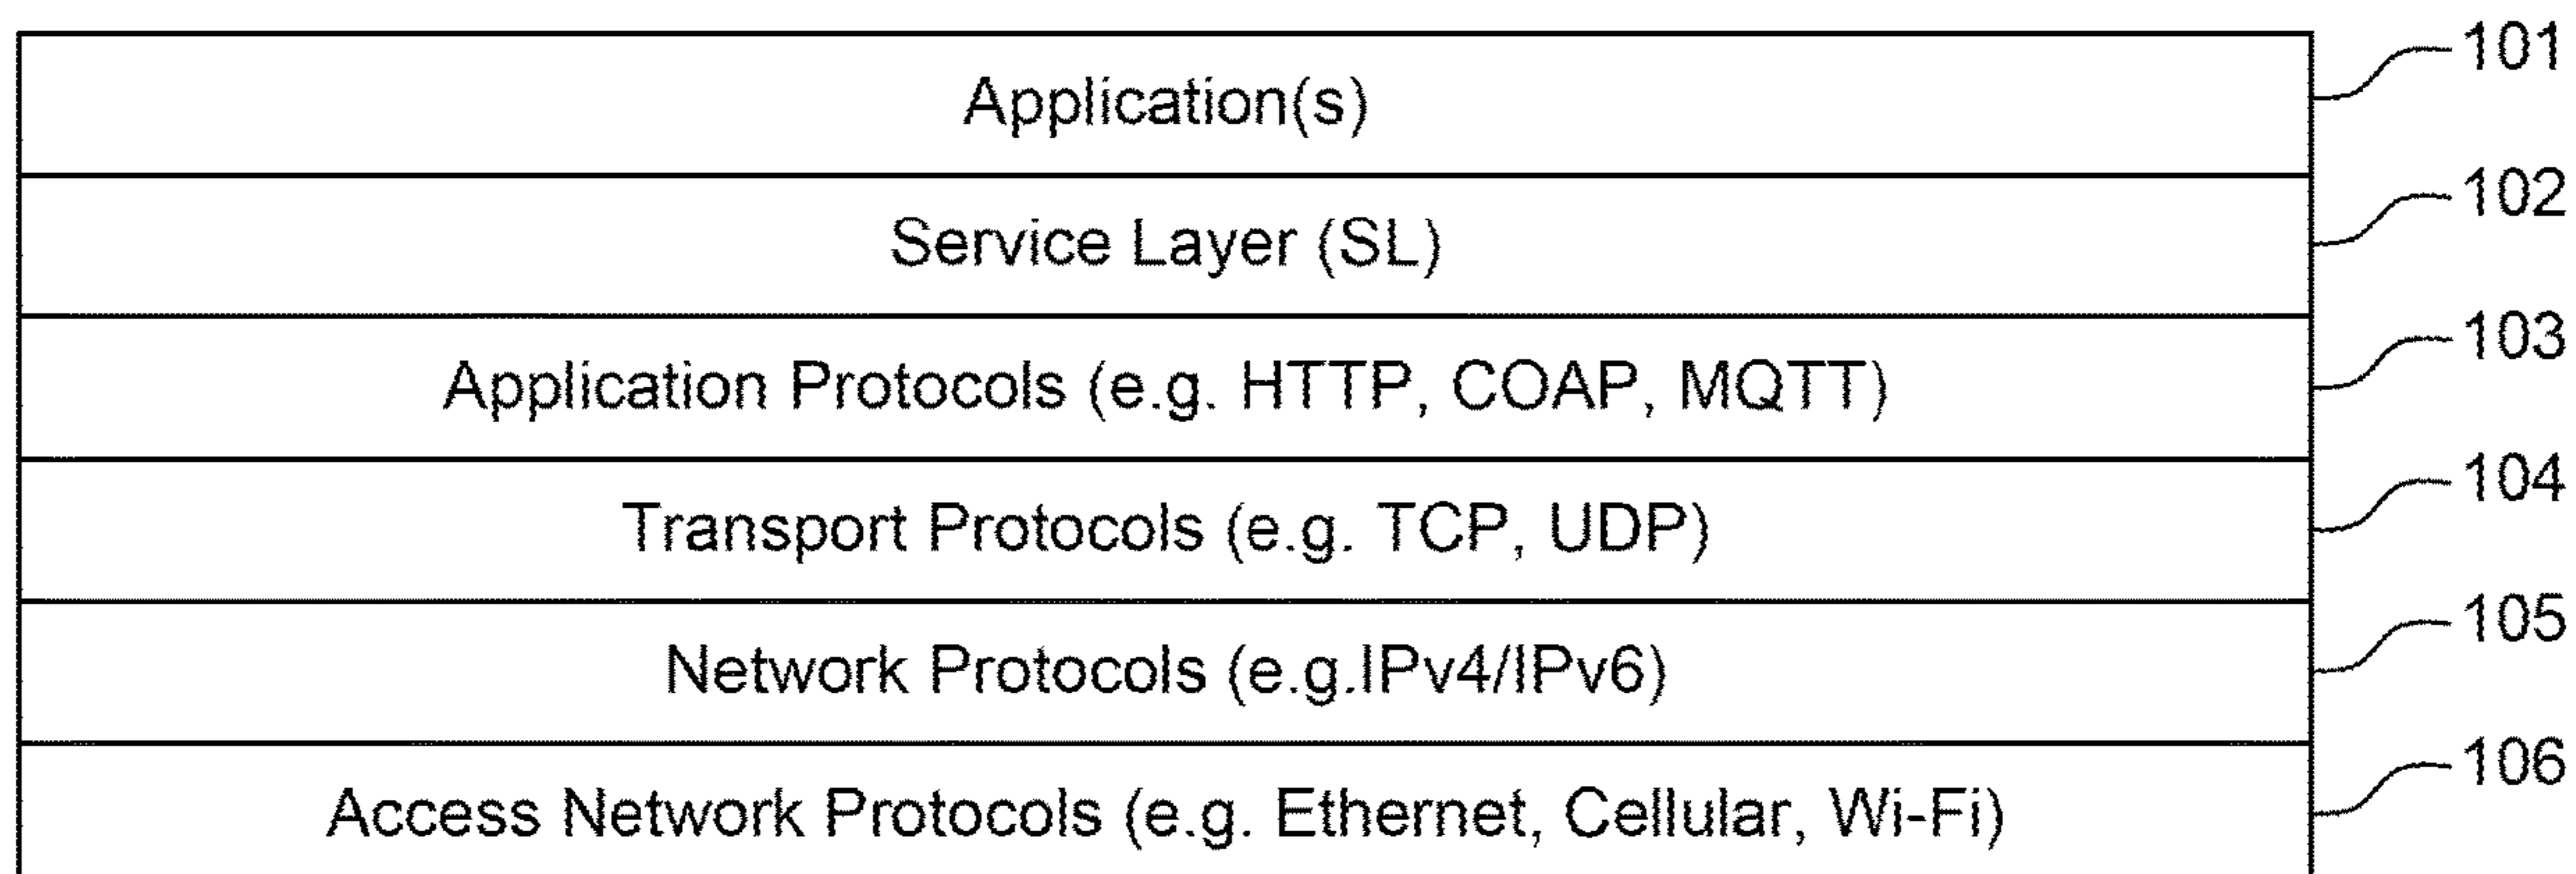 Application(s) 101
Service Layer (SL) 102
Application Protocols (e.g. HTTP, COAP, MQTT) 103
Transport Protocols (e.g. TCP, UDP) 104
Network Protocols (e.g.IPv4/IPv6) 105
Access Network Protocols (e.g. Ethernet, Cellular, Wi-Fi) 106